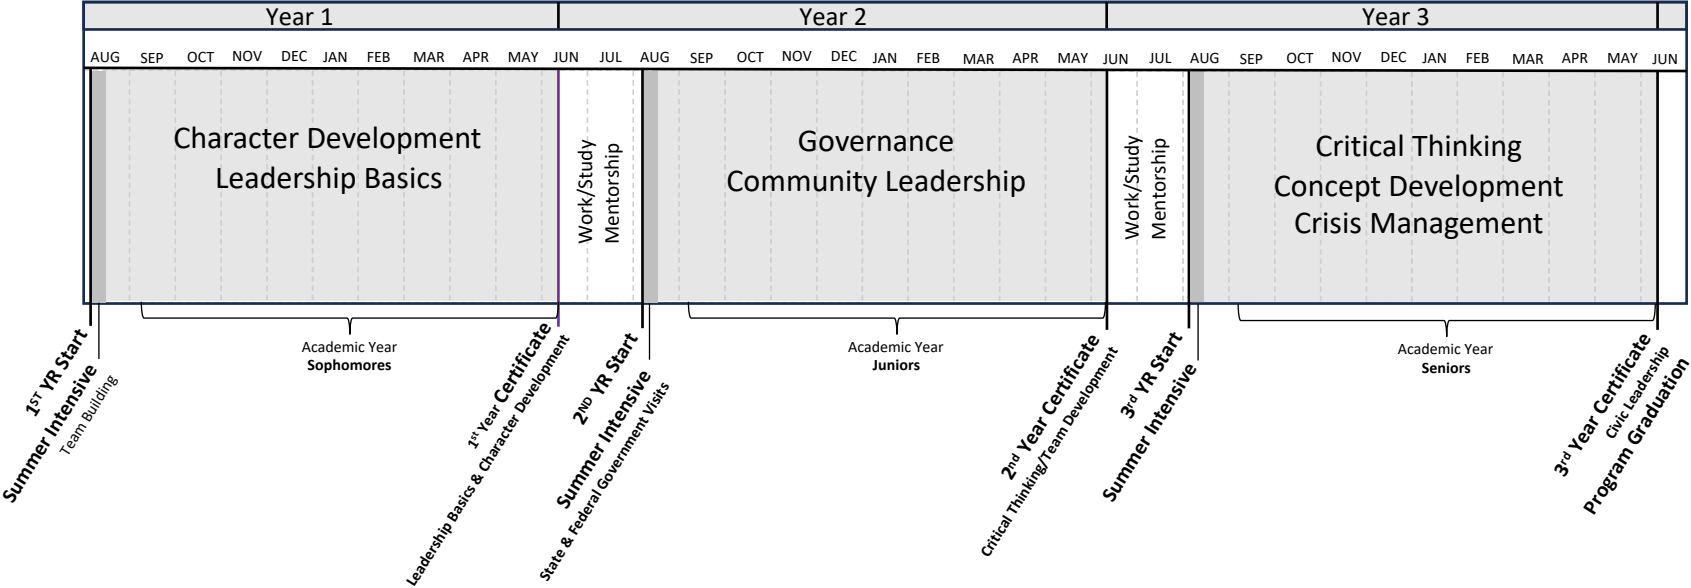 Year 1 Year 2 Year 3
AUG SEP OCT NOV DEC JAN FEB MAR APR MAY JUN JUL AUG SEP OCT NOV DEC JAN FEB MAR APR MAY JUN JUL AUG SEP OCT NOV DEC JAN FEB MAR APR MAY JUN
Character Development
Leadership Basics
Work/Study
Mentorship
Governance
Community Leadership
Work/Study
Mentorship
Critical Thinking
Concept Development
Crisis Management
1ST YR Start
Summer Intensive
Team Building
Academic Year
Sophomores
1st Year Certificate
Leadership Basics & Character Development
2ND YR Start
Summer Intensive
State & Federal Government Visits
Academic Year
Juniors
2nd Year Certificate
Critical Thinking/Team Development
3rd YR Start
Summer Intensive
Academic Year
Seniors
3rd Year Certificate
Civic Leadership
Program Graduation